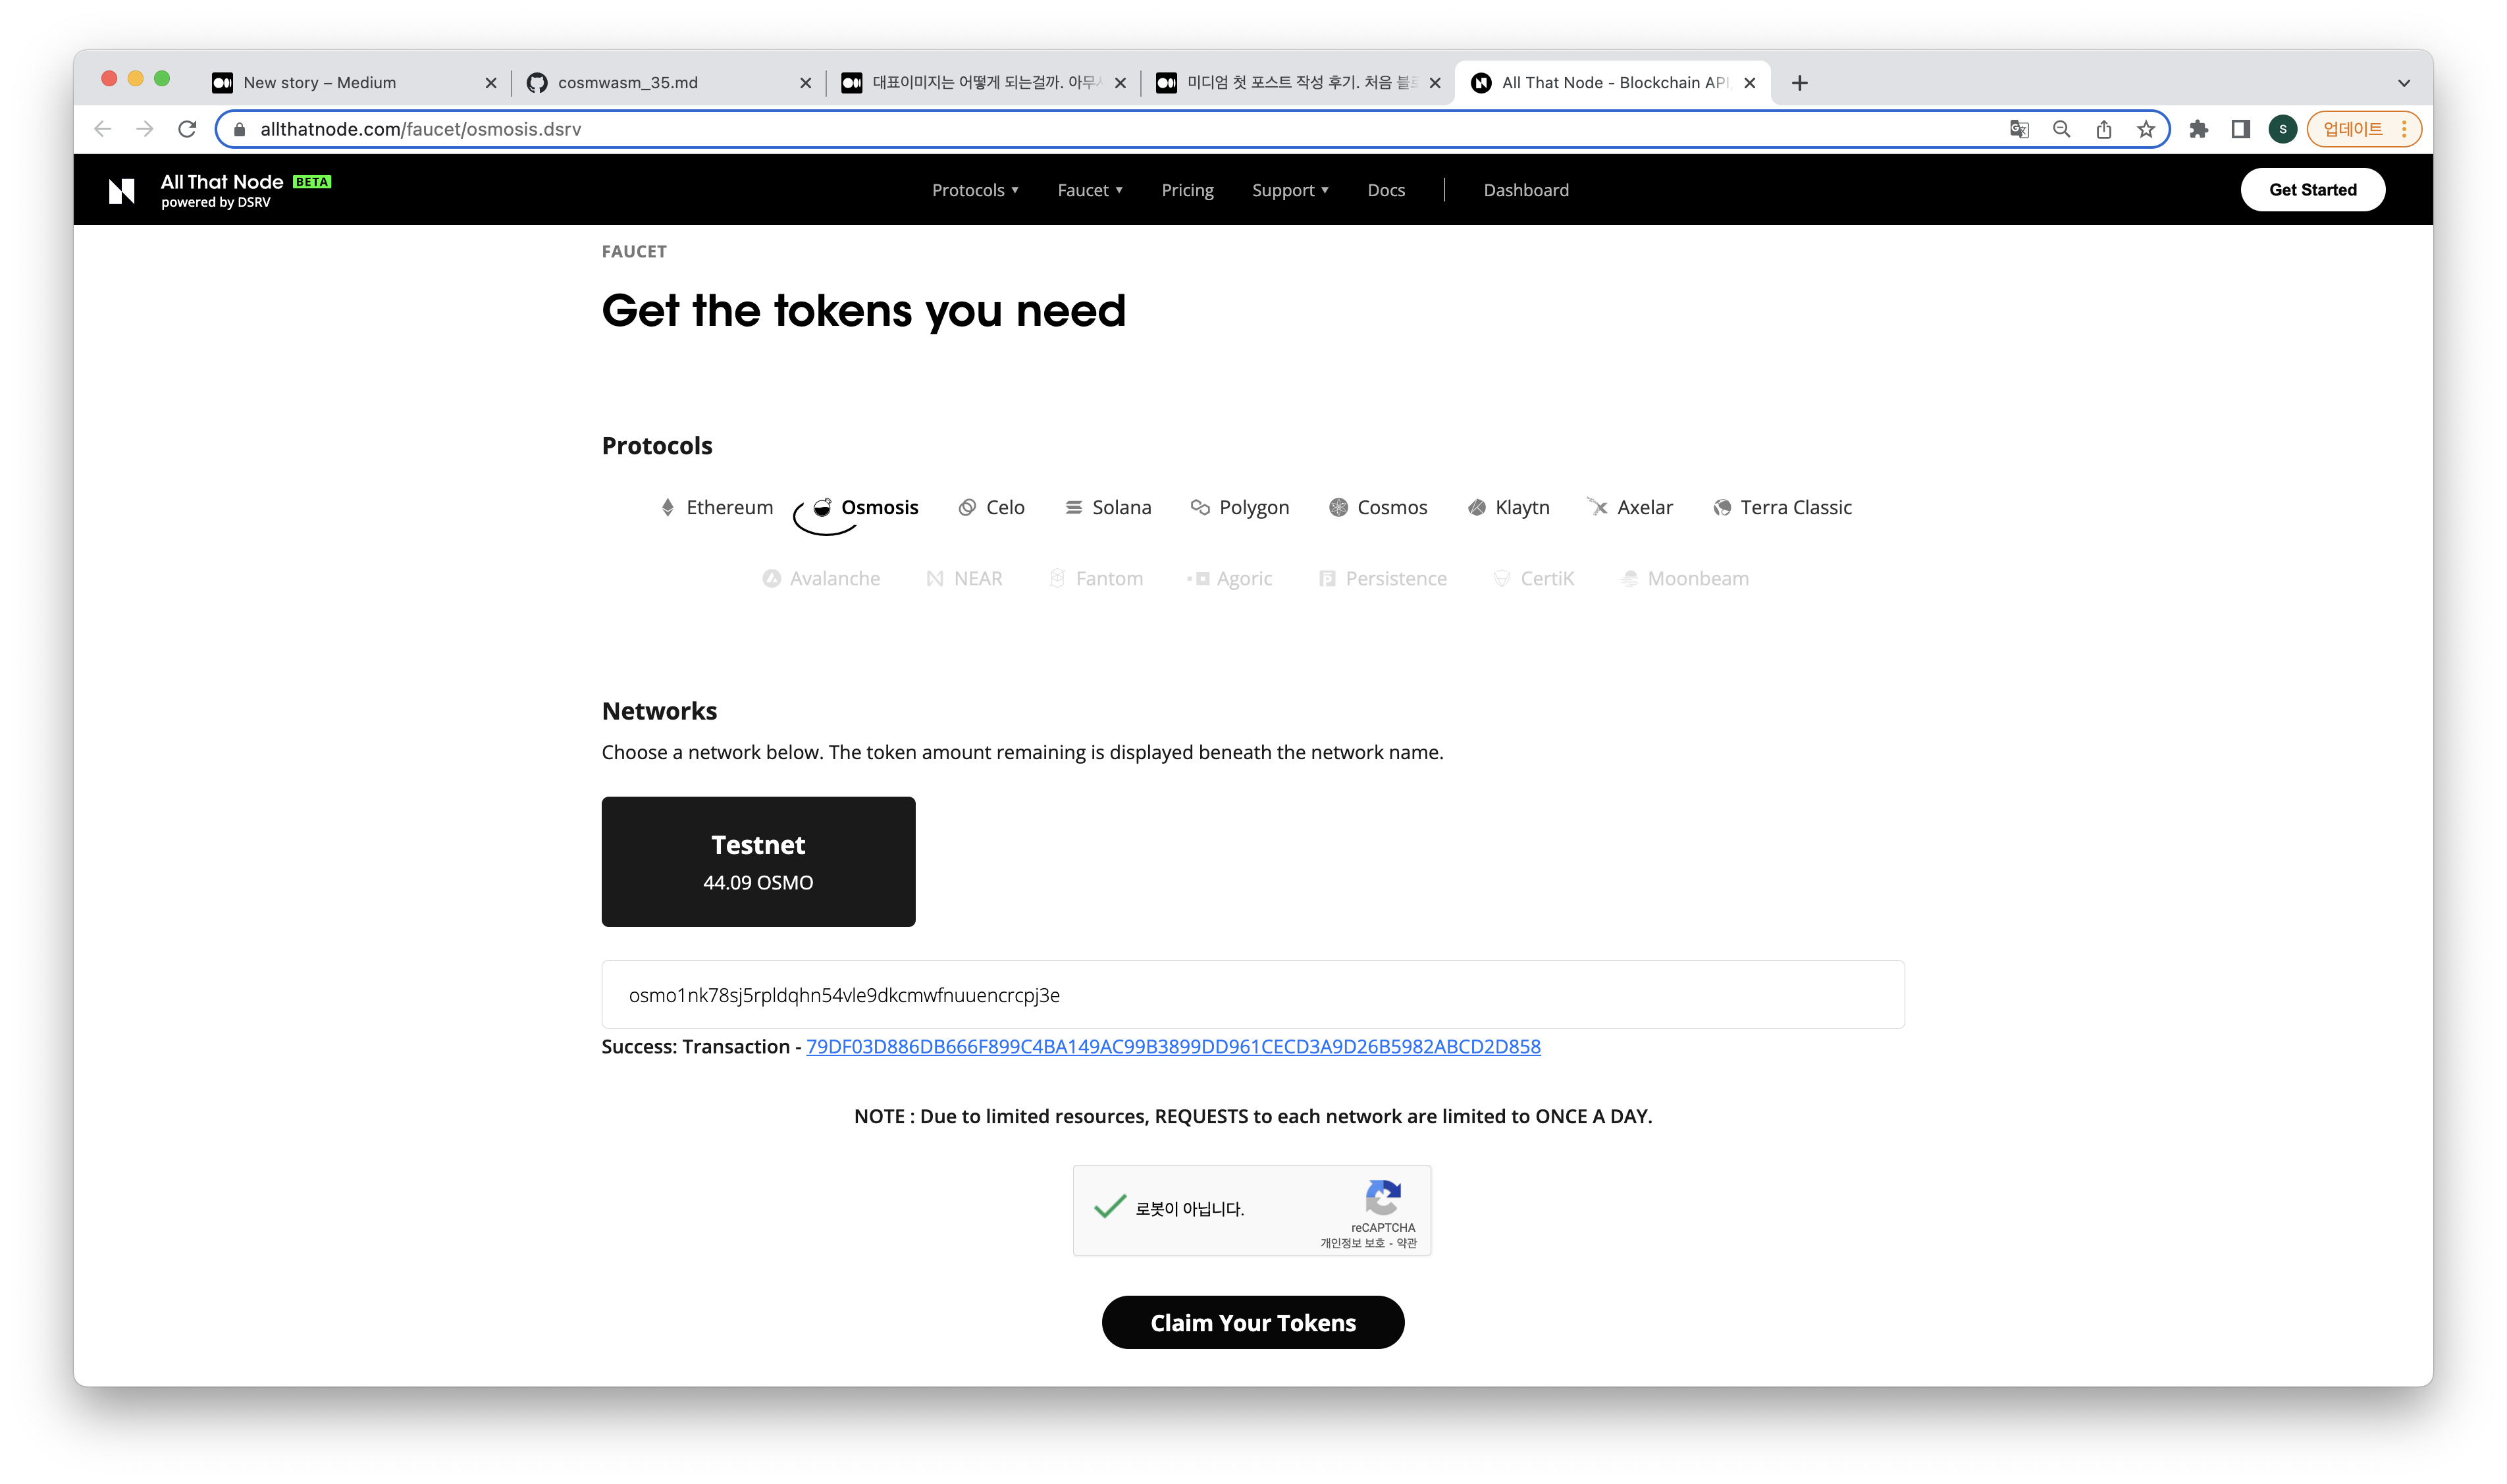 New story – Medium
cosmwasm_35.md
대표이미지는 어떻게 되는걸까. 아무
미디엄 첫 포스트 작성 후기. 처음 블로
All That Node - Blockchain API
allthatnode.com/faucet/osmosis.dsrv
S
업데이트
All That Node BETA
powered by DSRV
Protocols ▼ Faucet ▼ Pricing Support ▼ Docs Dashboard
Get Started
FAUCET
Get the tokens you need
Protocols
Ethereum Osmosis Celo Solana Polygon Cosmos Klaytn Axelar Terra Classic
Avalanche NEAR Fantom Agoric Persistence CertiK Moonbeam
Networks
Choose a network below. The token amount remaining is displayed beneath the network name.
Testnet
44.09 OSMO
osmo1nk78sj5rpldqhn54vle9dkcmwfnuuencrcpj3e
Success: Transaction - 79DF03D886DB666F899C4BA149AC99B3899DD961CECD3A9D26B5982ABCD2D858
NOTE : Due to limited resources, REQUESTS to each network are limited to ONCE A DAY.
로봇이 아닙니다.
reCAPTCHA
개인정보 보호 - 약관
Claim Your Tokens